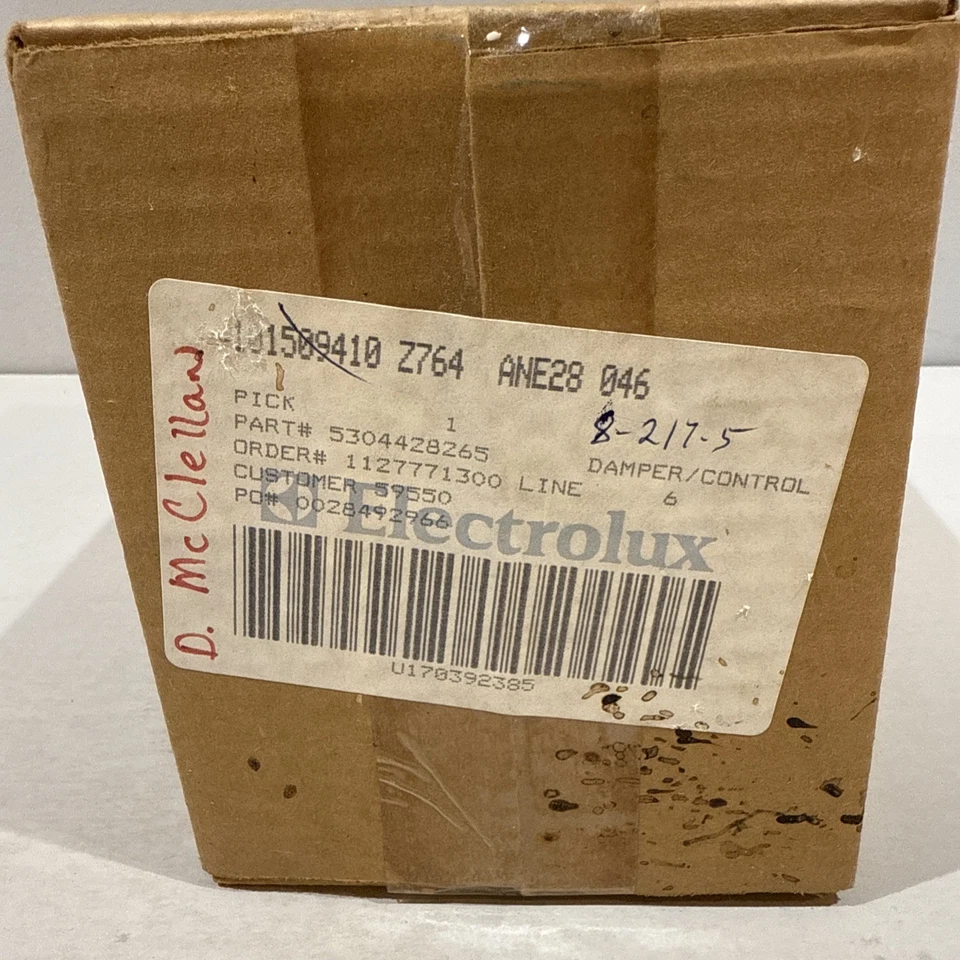 Z764 ANE28 046
PICK 1
8-217-5
PART# 5304428265 DAMPER/CONTROL
ORDER# 1127771300 LINE 6
CUSTOMER 59550
PO# 0028492966
Electrolux
U170392385
D. McClellan